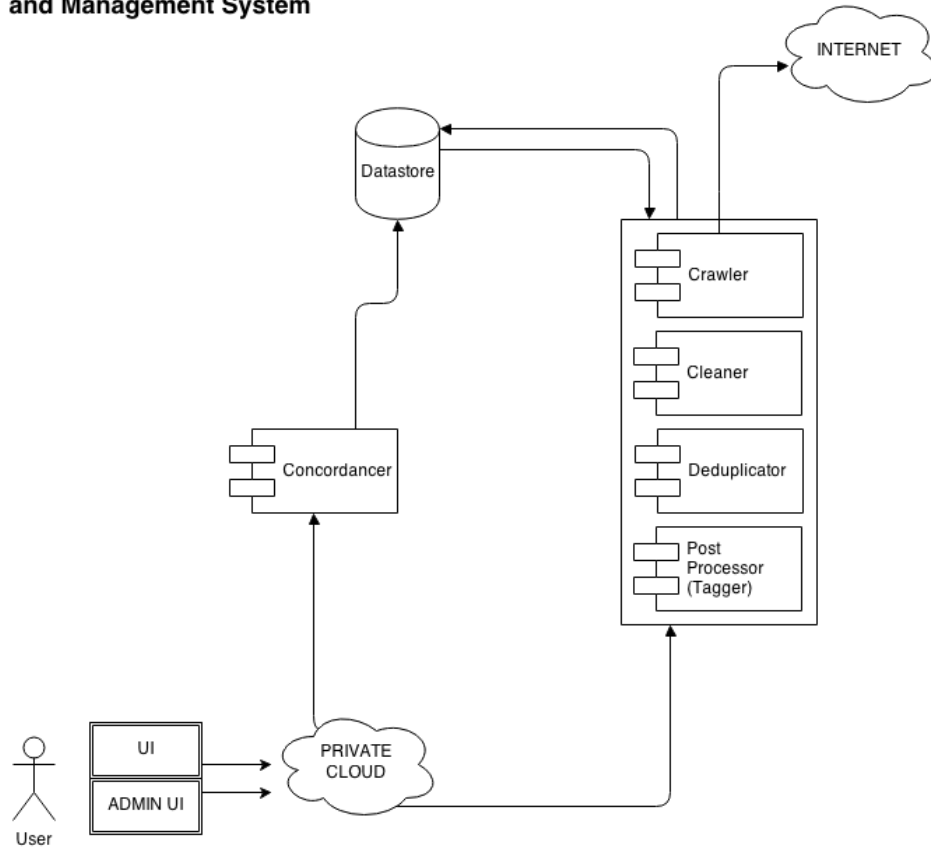 and Management System
INTERNET
Datastore
Crawler
Cleaner
Concordancer
Deduplicator
Post
Processor
(Tagger)
UI
PRIVATE
CLOUD
ADMIN UI
User